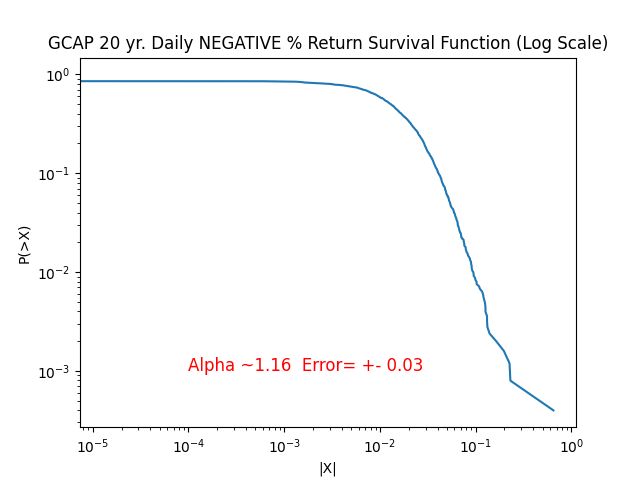 GCAP 20 yr. Daily NEGATIVE % Return Survival Function (Log Scale)
10⁰
10⁻¹
10⁻²
10⁻³
P(>X)
Alpha ~1.16  Error= +- 0.03
10⁻⁵ 10⁻⁴ 10⁻³ 10⁻² 10⁻¹ 10⁰
|X|